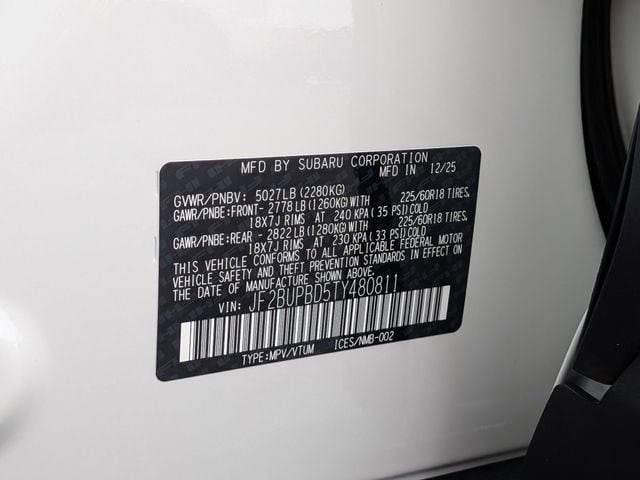 MFD BY SUBARU CORPORATION
MFD IN 12/25
GVWR/PNBV: 5027LB(2280KG)
GAWR/PNBE:FRONT-2778LB(1260KG)WITH 225/60R18 TIRES,
18X7J RIMS AT 240 KPA(35 PSI)COLD
GAWR/PNBE:REAR -2822LB(1280KG)WITH 225/60R18 TIRES,
18X7J RIMS AT 230 KPA(33 PSI)COLD
THIS VEHICLE CONFORMS TO ALL APPLICABLE FEDERAL MOTOR
VEHICLE SAFETY AND THEFT PREVENTION STANDARDS IN EFFECT ON
THE DATE OF MANUFACTURE SHOWN ABOVE.
VIN: JF2BUPBD5TY480811
TYPE:MPV/VTUM ICES/NMB-002